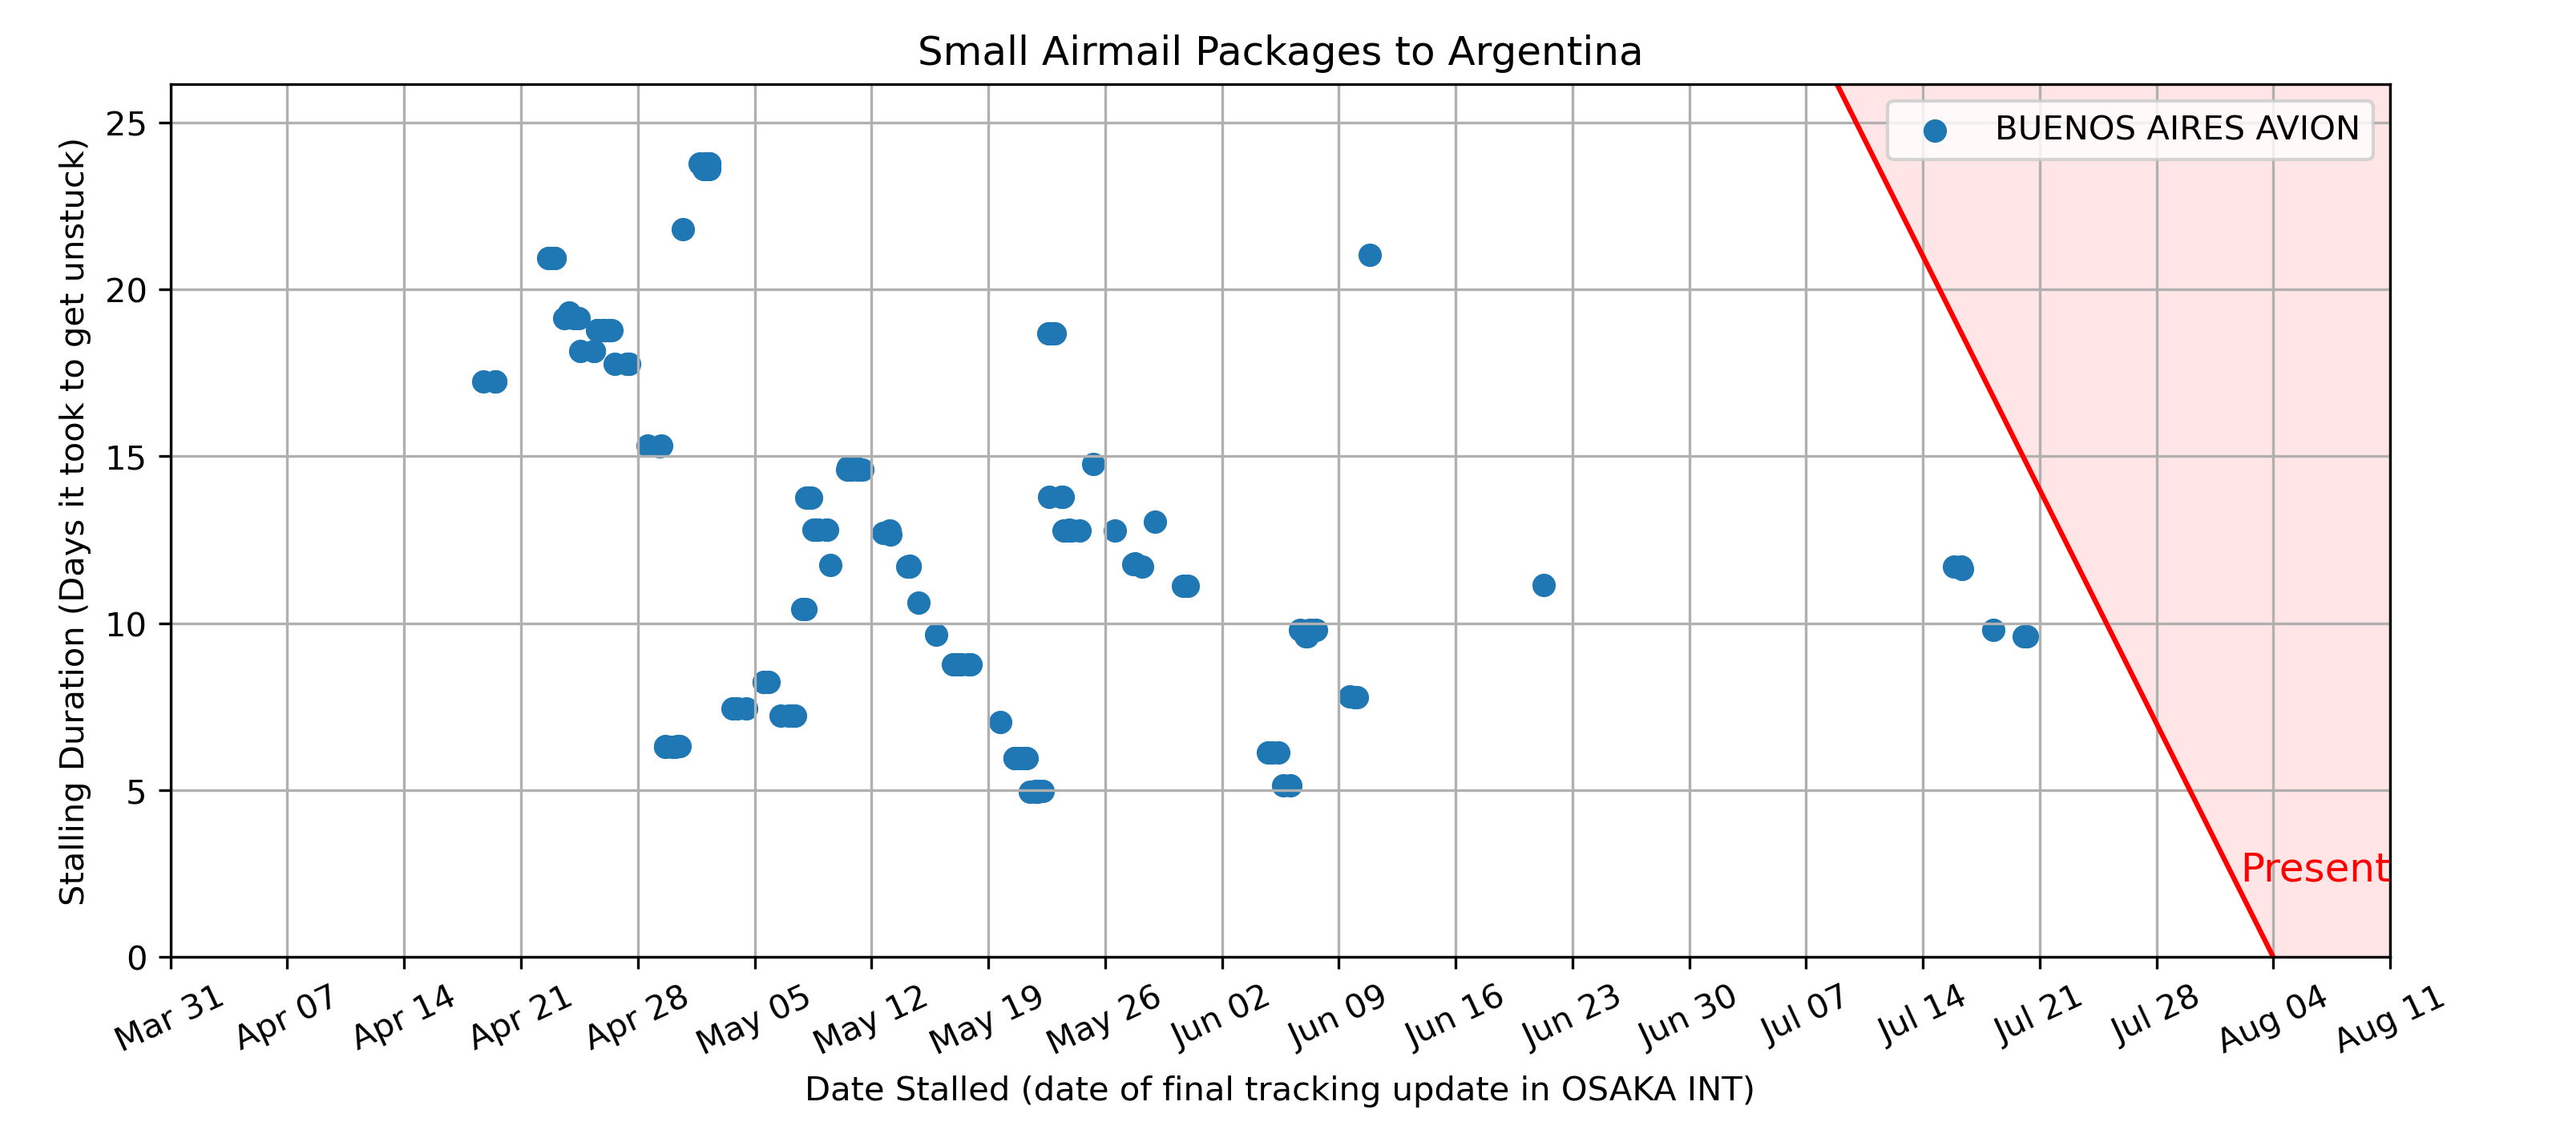 Small Airmail Packages to Argentina
BUENOS AIRES AVION
Stalling Duration (Days it took to get unstuck)
25
20
15
10
5
0
Present
Mar 31
Apr 07
Apr 14
Apr 21
Apr 28
May 05
May 12
May 19
May 26
Jun 02
Jun 09
Jun 16
Jun 23
Jun 30
Jul 07
Jul 14
Jul 21
Jul 28
Aug 04
Aug 11
Date Stalled (date of final tracking update in OSAKA INT)